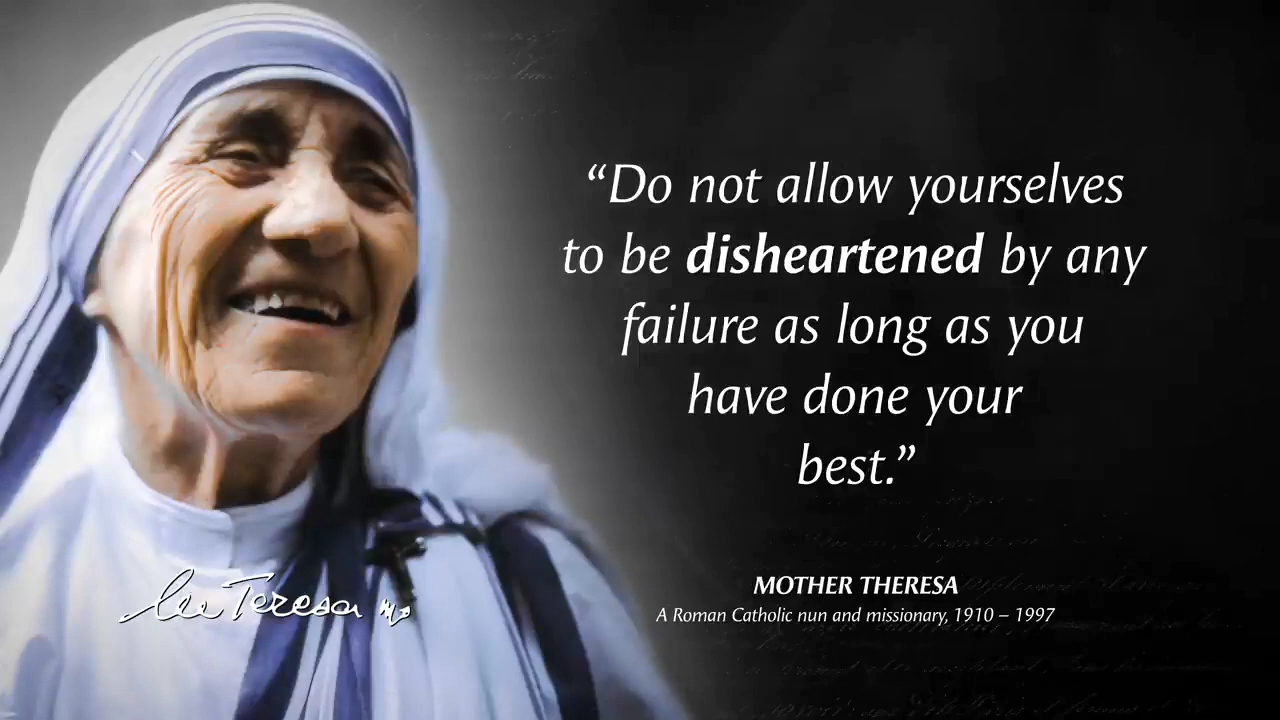 “Do not allow yourselves
to be disheartened by any
failure as long as you
have done your
best.”
MOTHER THERESA
A Roman Catholic nun and missionary, 1910 – 1997
Teresa